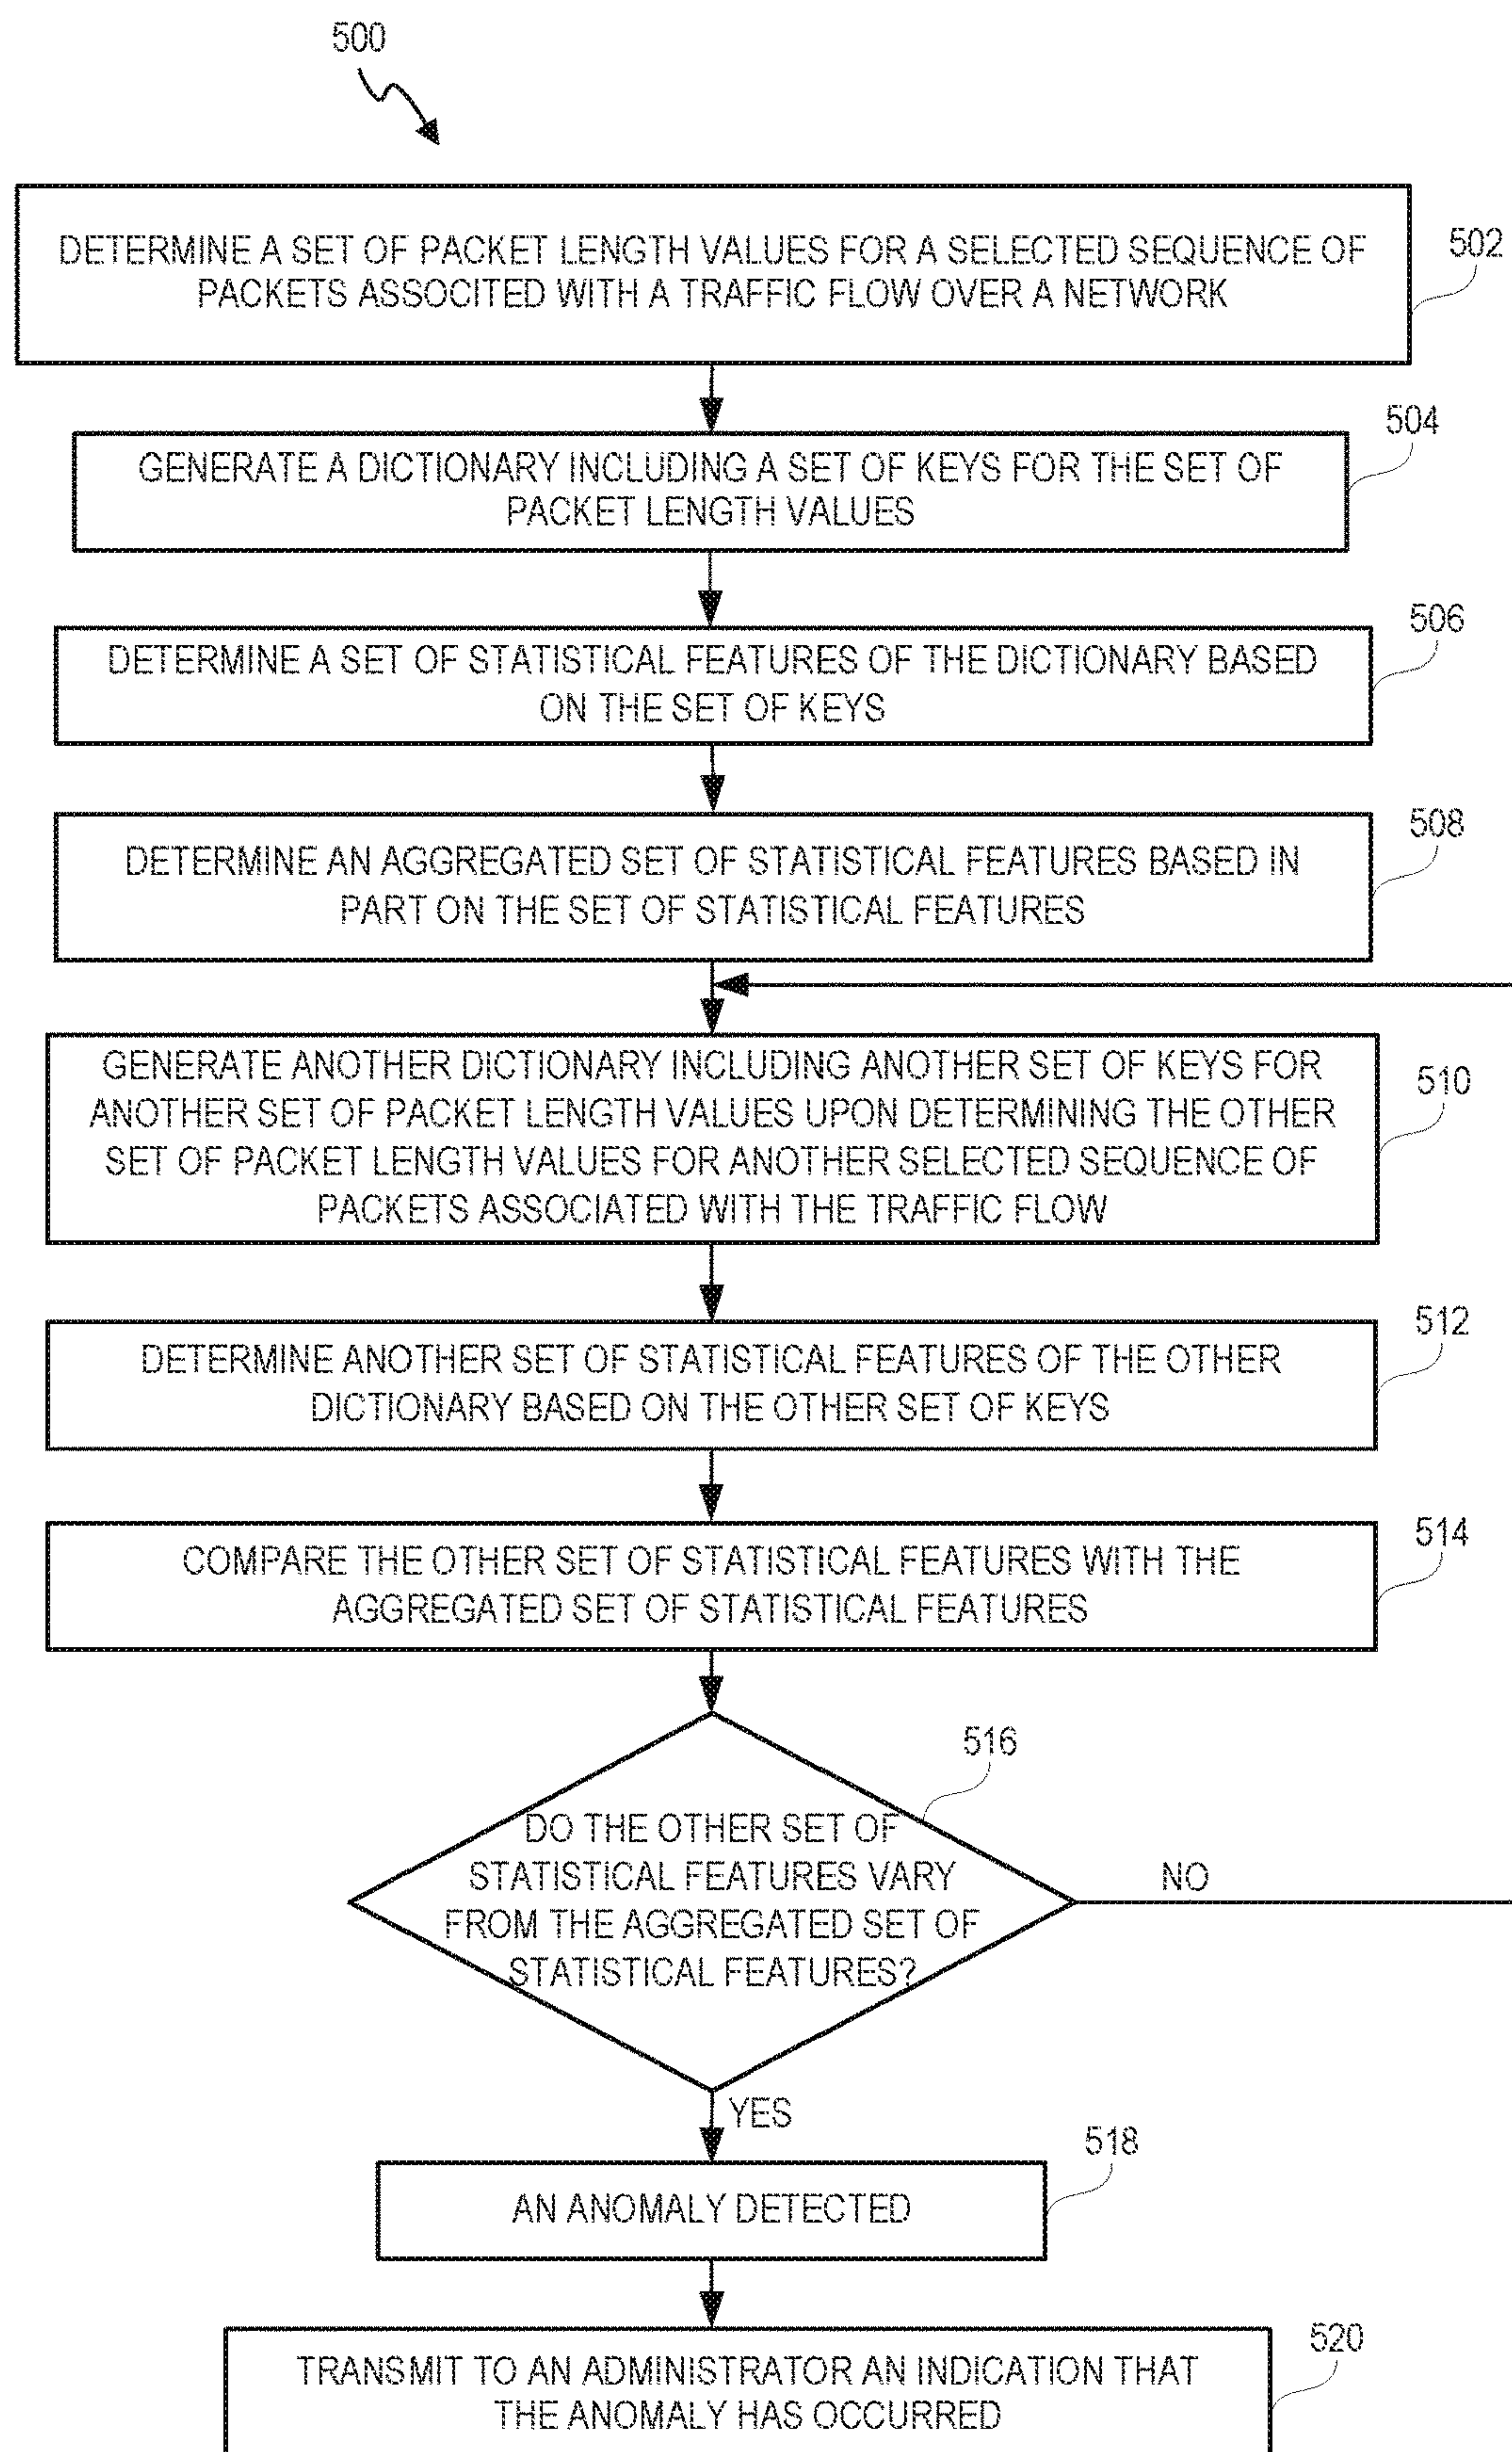 500
DETERMINE A SET OF PACKET LENGTH VALUES FOR A SELECTED SEQUENCE OF
PACKETS ASSOCITED WITH A TRAFFIC FLOW OVER A NETWORK
502
GENERATE A DICTIONARY INCLUDING A SET OF KEYS FOR THE SET OF
PACKET LENGTH VALUES
504
DETERMINE A SET OF STATISTICAL FEATURES OF THE DICTIONARY BASED
ON THE SET OF KEYS
506
DETERMINE AN AGGREGATED SET OF STATISTICAL FEATURES BASED IN
PART ON THE SET OF STATISTICAL FEATURES
508
GENERATE ANOTHER DICTIONARY INCLUDING ANOTHER SET OF KEYS FOR
ANOTHER SET OF PACKET LENGTH VALUES UPON DETERMINING THE OTHER
SET OF PACKET LENGTH VALUES FOR ANOTHER SELECTED SEQUENCE OF
PACKETS ASSOCIATED WITH THE TRAFFIC FLOW
510
DETERMINE ANOTHER SET OF STATISTICAL FEATURES OF THE OTHER
DICTIONARY BASED ON THE OTHER SET OF KEYS
512
COMPARE THE OTHER SET OF STATISTICAL FEATURES WITH THE
AGGREGATED SET OF STATISTICAL FEATURES
514
DO THE OTHER SET OF
STATISTICAL FEATURES VARY
FROM THE AGGREGATED SET OF
STATISTICAL FEATURES?
516
NO
YES
AN ANOMALY DETECTED
518
TRANSMIT TO AN ADMINISTRATOR AN INDICATION THAT
THE ANOMALY HAS OCCURRED
520